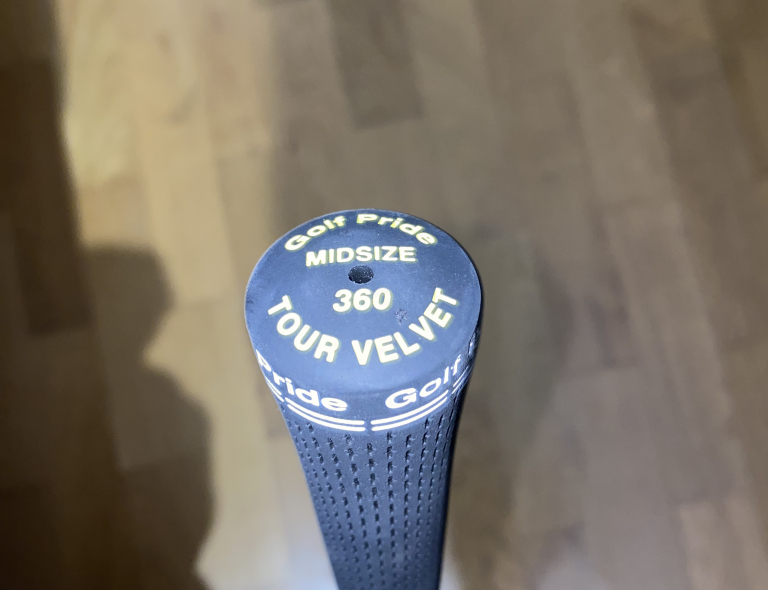 Golf Pride
MIDSIZE
360
TOUR VELVET
Pride Golf